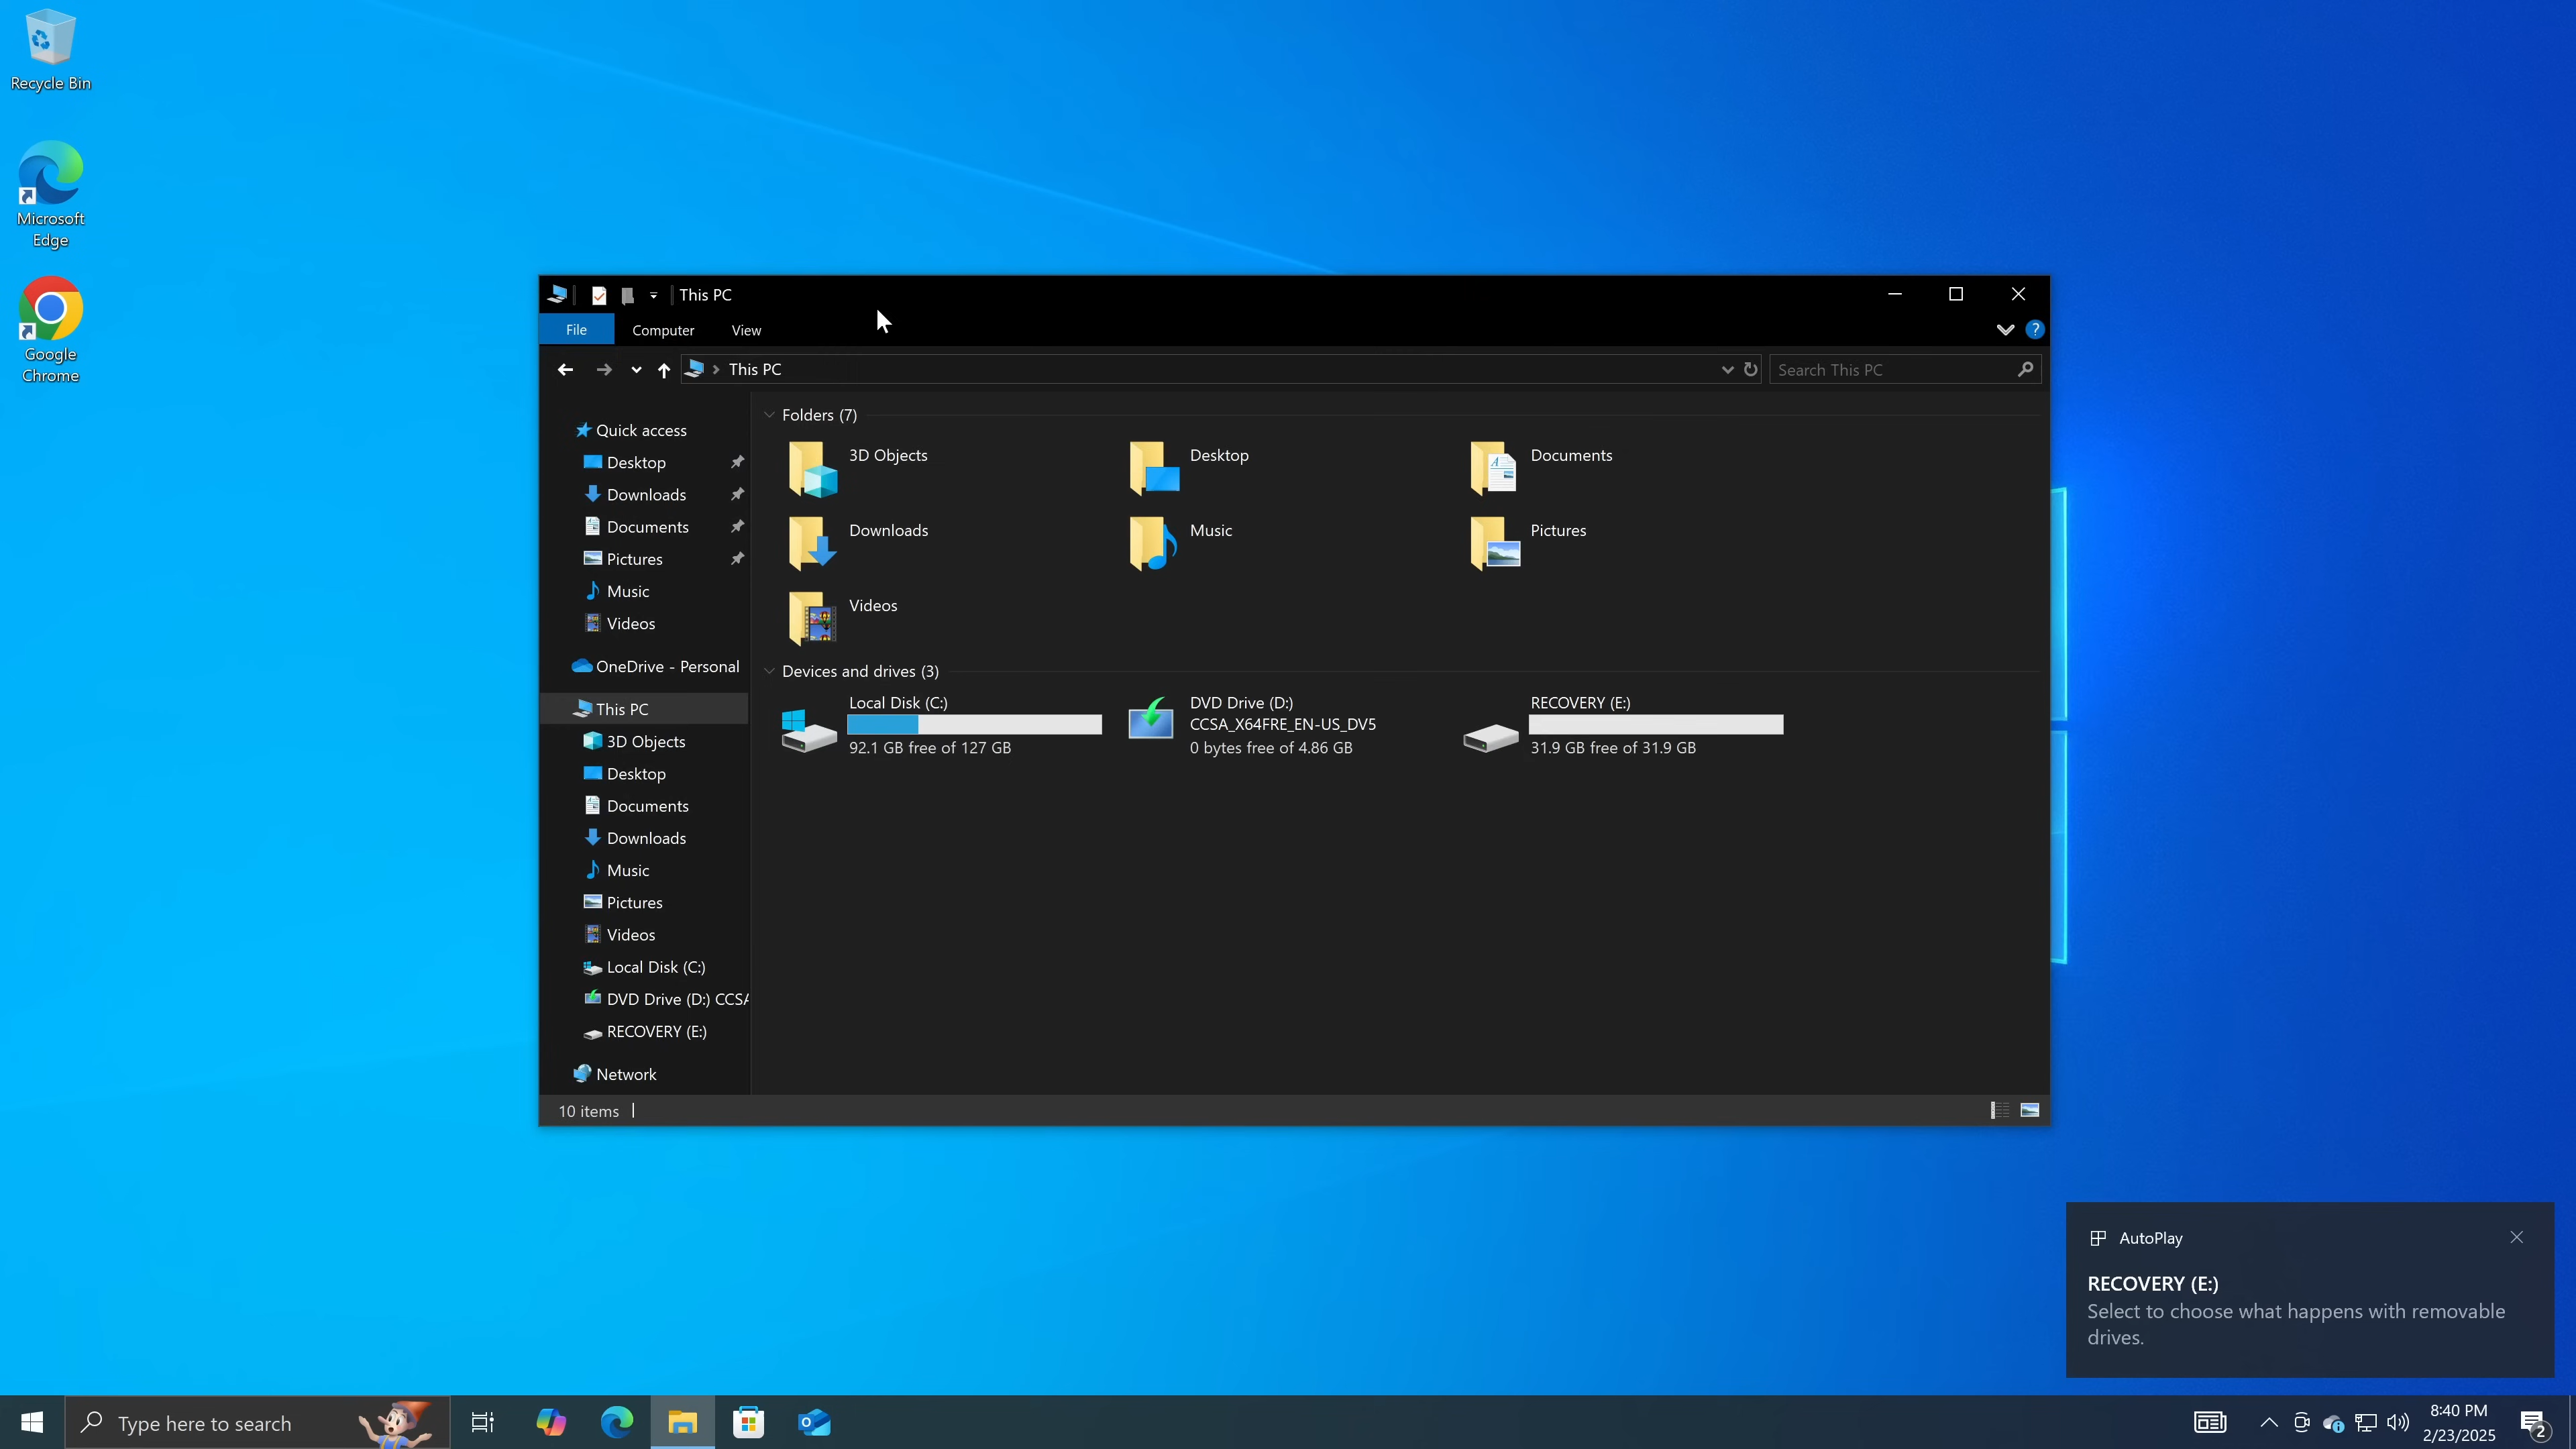 Recycle Bin
Microsoft
Edge
Google
Chrome
This PC
File
Computer
View
This PC
Search This PC
Quick access
Desktop
Downloads
Documents
Pictures
Music
Videos
OneDrive - Personal
This PC
3D Objects
Desktop
Documents
Downloads
Music
Pictures
Videos
Local Disk (C:)
DVD Drive (D:) CCSA
RECOVERY (E:)
Network
Folders (7)
3D Objects
Desktop
Documents
Downloads
Music
Pictures
Videos
Devices and drives (3)
Local Disk (C:)
92.1 GB free of 127 GB
DVD Drive (D:)
CCSA_X64FRE_EN-US_DV5
0 bytes free of 4.86 GB
RECOVERY (E:)
31.9 GB free of 31.9 GB
10 items
AutoPlay
RECOVERY (E:)
Select to choose what happens with removable
drives.
Type here to search
8:40 PM
2/23/2025
2